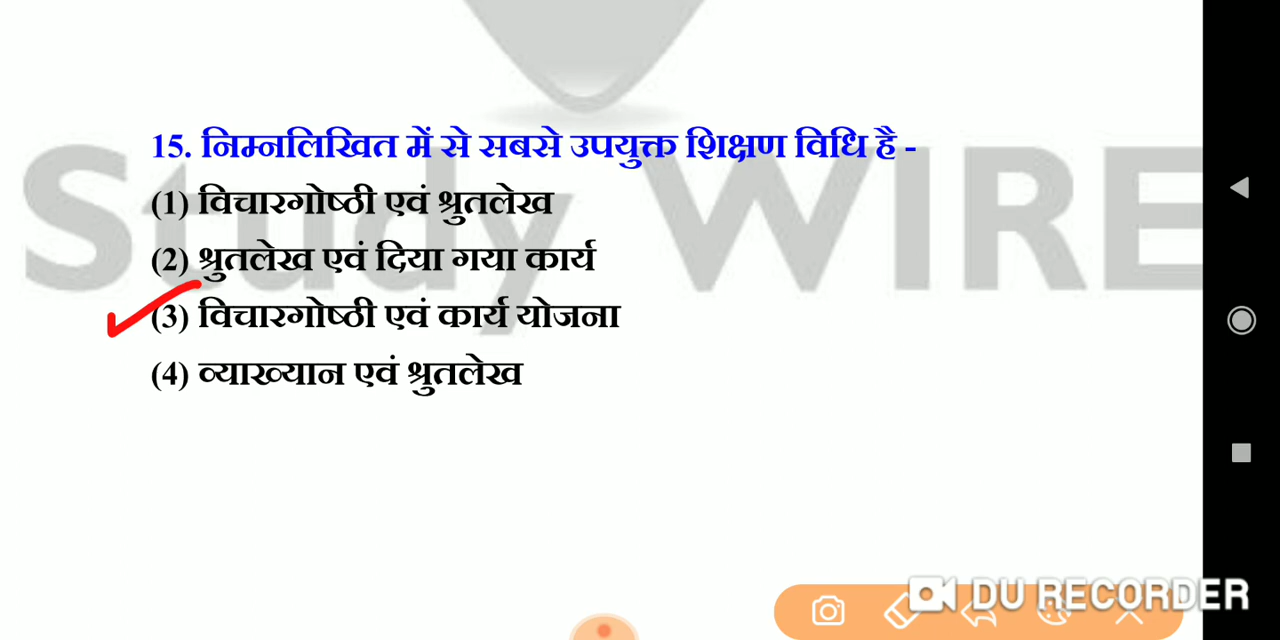 15. निम्नलिखित में से सबसे उपयुक्त शिक्षण विधि है -
(1) विचारगोष्ठी एवं श्रुतलेख
(2) श्रुतलेख एवं दिया गया कार्य
(3) विचारगोष्ठी एवं कार्य योजना
(4) व्याख्यान एवं श्रुतलेख
Study WIRE
DU RECORDER